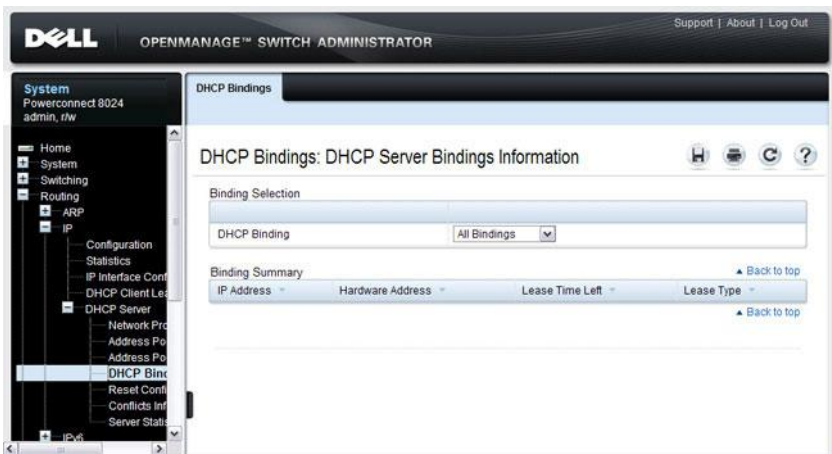 Support | About | Log Out
DELL OPENMANAGE™ SWITCH ADMINISTRATOR
System
Powerconnect 8024
admin, r/w
Home
System
Switching
Routing
ARP
IP
Configuration
Statistics
IP Interface Conf
DHCP Client Lea
DHCP Server
Network Pro
Address Po
Address Po
DHCP Bind
Reset Confi
Conflicts Inf
Server Statis
IPv6
DHCP Bindings
DHCP Bindings: DHCP Server Bindings Information
?
Binding Selection
DHCP Binding All Bindings
Binding Summary Back to top
IP Address Hardware Address Lease Time Left Lease Type
Back to top